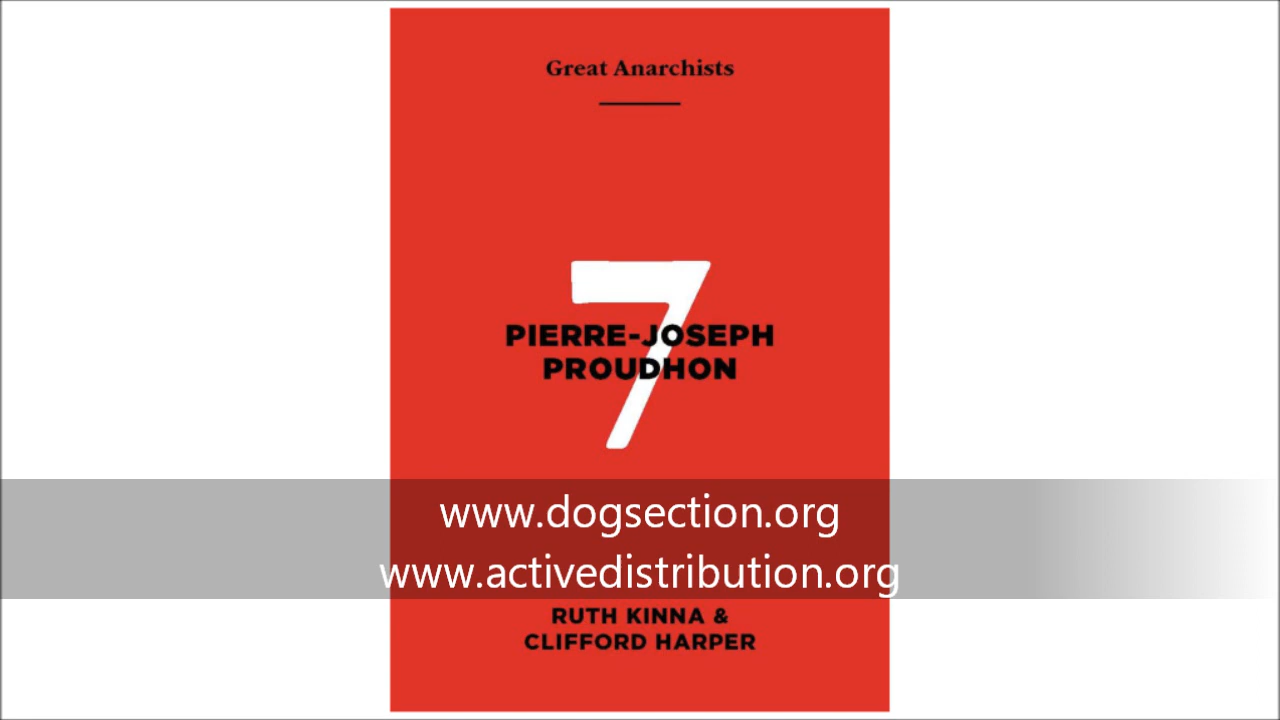 Great Anarchists
7
PIERRE-JOSEPH
PROUDHON
www.dogsection.org
www.activedistribution.org
RUTH KINNA &
CLIFFORD HARPER